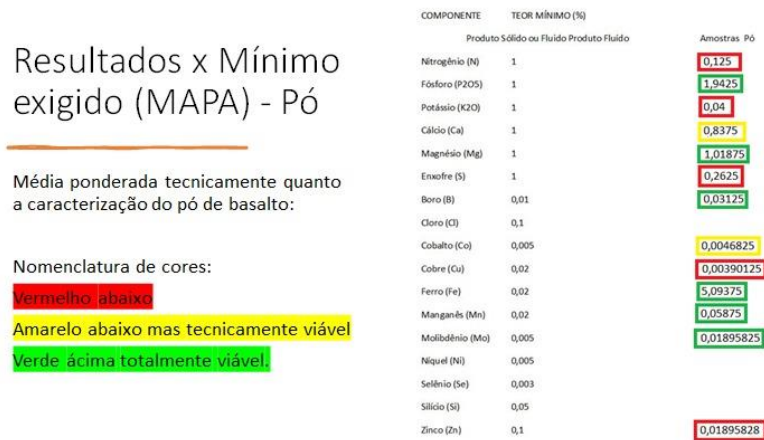 Resultados x Mínimo
exigido (MAPA) - Pó
Média ponderada tecnicamente quanto
a caracterização do pó de basalto:
Nomenclatura de cores:
Vermelho abaixo
Amarelo abaixo mas tecnicamente viável
Verde ácima totalmente viável.
COMPONENTE TEOR MÍNIMO (%)
Produto Sólido ou Fluido Produto Fluído Amostras Pó
Nitrogênio (N) 1 0,125
Fósforo (P2O5) 1 1,9425
Potássio (K2O) 1 0,04
Cálcio (Ca) 1 0,8375
Magnésio (Mg) 1 1,01875
Enxofre (S) 1 0,2625
Boro (B) 0,01 0,03125
Cloro (Cl) 0,1
Cobalto (Co) 0,005 0,0046825
Cobre (Cu) 0,02 0,00390125
Ferro (Fe) 0,02 5,09375
Manganês (Mn) 0,02 0,05875
Molibdênio (Mo) 0,005 0,01895825
Níquel (Ni) 0,005
Selênio (Se) 0,003
Silício (Si) 0,05
Zinco (Zn) 0,1 0,01895828